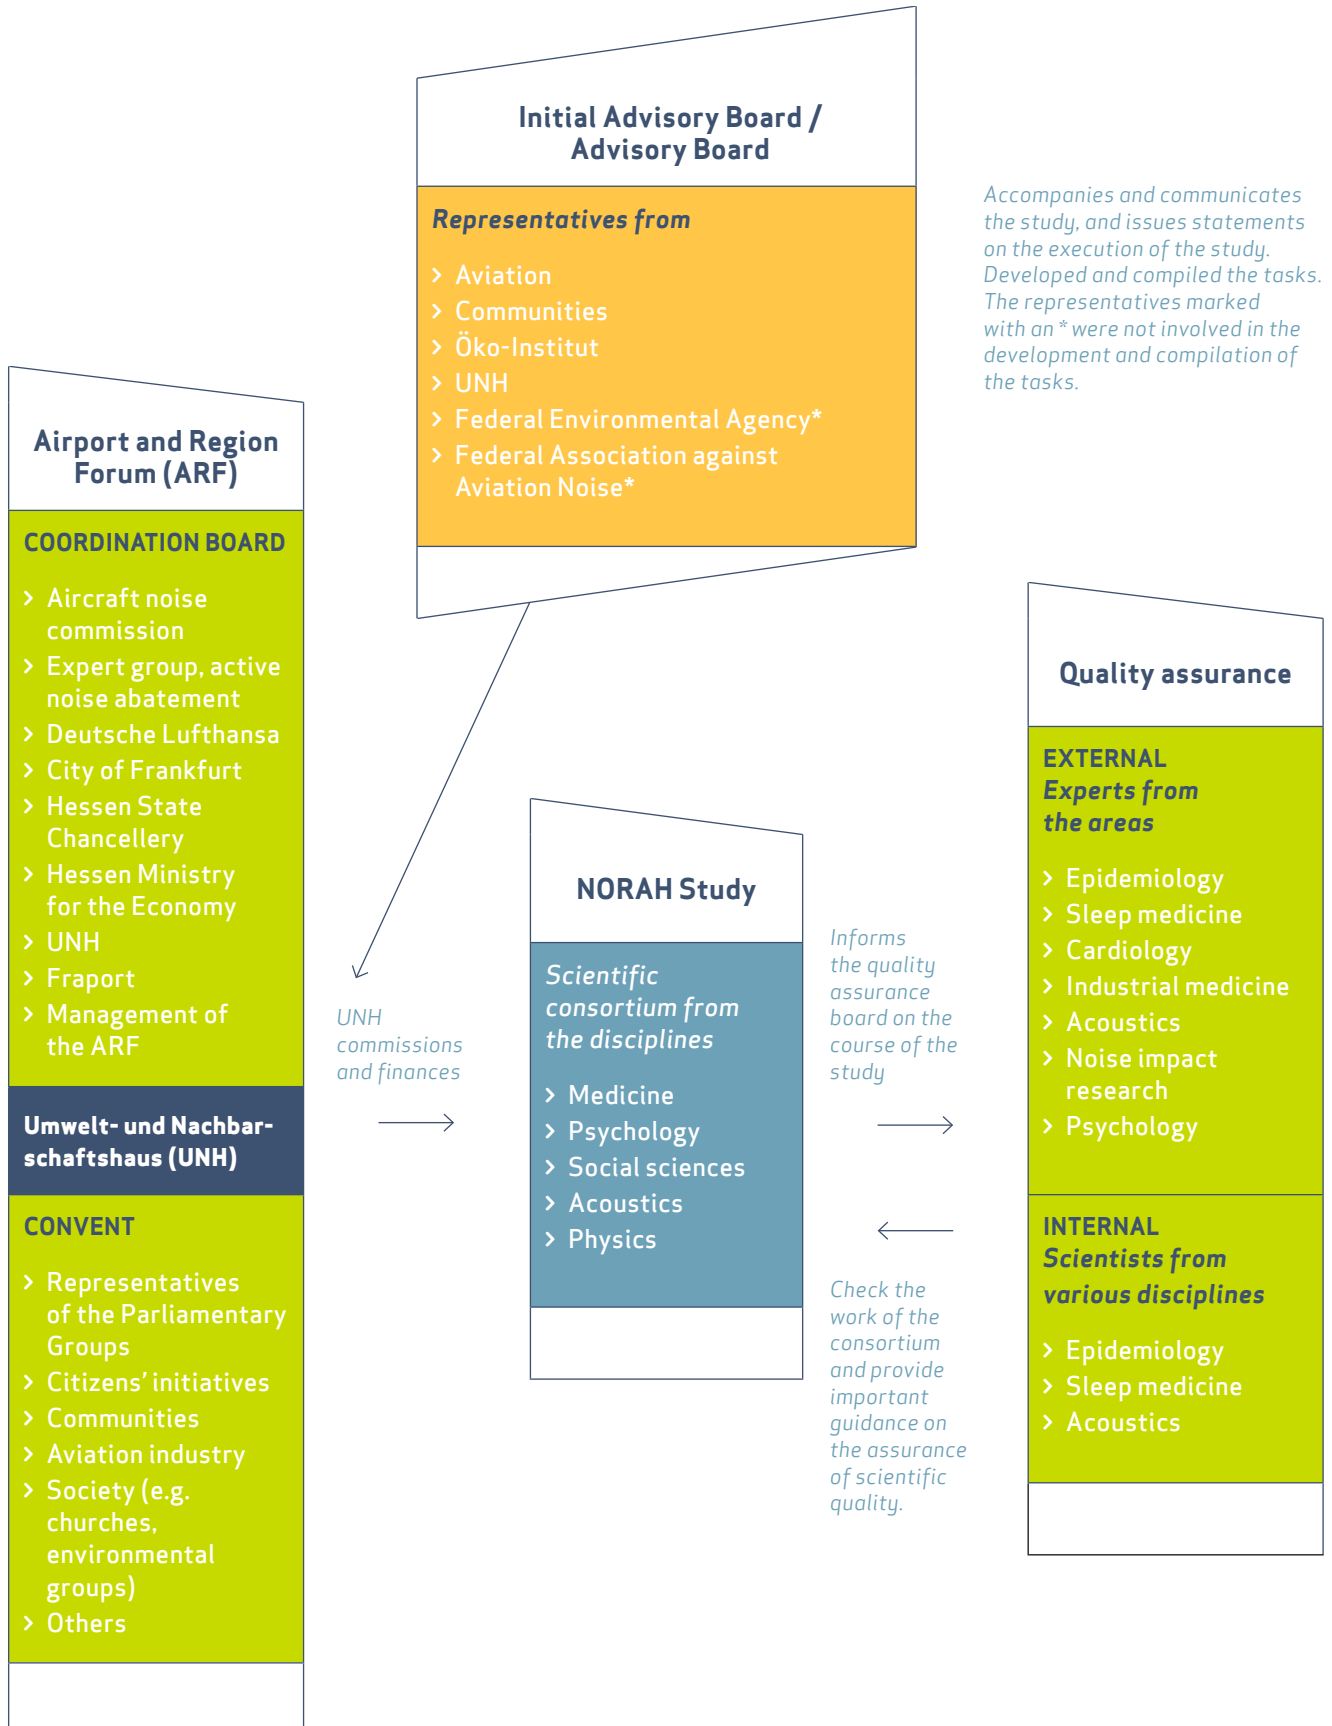 Initial Advisory Board /
Advisory Board
Representatives from
> Aviation
> Communities
> Öko-Institut
> UNH
> Federal Environmental Agency*
> Federal Association against
Aviation Noise*
Accompanies and communicates
the study, and issues statements
on the execution of the study.
Developed and compiled the tasks.
The representatives marked
with an * were not involved in the
development and compilation of
the tasks.
Airport and Region
Forum (ARF)
COORDINATION BOARD
> Aircraft noise
commission
> Expert group, active
noise abatement
> Deutsche Lufthansa
> City of Frankfurt
> Hessen State
Chancellery
> Hessen Ministry
for the Economy
> UNH
> Fraport
> Management of
the ARF
Umwelt- und Nachbar-
schaftshaus (UNH)
CONVENT
> Representatives
of the Parliamentary
Groups
> Citizens’ initiatives
> Communities
> Aviation industry
> Society (e.g.
churches,
environmental
groups)
> Others
UNH
commissions
and finances
NORAH Study
Scientific
consortium from
the disciplines
> Medicine
> Psychology
> Social sciences
> Acoustics
> Physics
Informs
the quality
assurance
board on the
course of the
study
Check the
work of the
consortium
and provide
important
guidance on
the assurance
of scientific
quality.
Quality assurance
EXTERNAL
Experts from
the areas
> Epidemiology
> Sleep medicine
> Cardiology
> Industrial medicine
> Acoustics
> Noise impact
research
> Psychology
INTERNAL
Scientists from
various disciplines
> Epidemiology
> Sleep medicine
> Acoustics